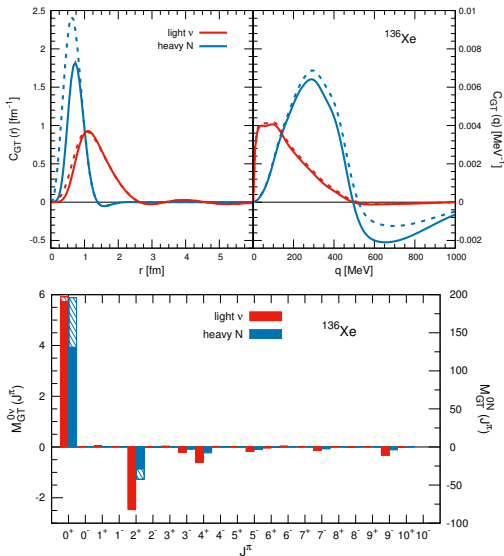 2.5
2
1.5
1
0.5
0
-0.5
C_GT (r) [fm⁻¹]
light ν
heavy N
0 1 2 3 4 5
r [fm]
¹³⁶Xe
0.010
0.008
0.006
0.004
0.002
0
-0.002
C_GT (q) [MeV⁻¹]
0 200 400 600 800 1000
q [MeV]
6
4
2
0
-2
M_GT^0ν (J^π)
light ν
heavy N
¹³⁶Xe
200
150
100
50
0
-50
-100
M_GT^0N (J^π)
0⁺ 0⁻ 1⁺ 1⁻ 2⁺ 2⁻ 3⁺ 3⁻ 4⁺ 4⁻ 5⁺ 5⁻ 6⁺ 6⁻ 7⁺ 7⁻ 8⁺ 8⁻ 9⁺ 9⁻ 10⁺ 10⁻
J^π